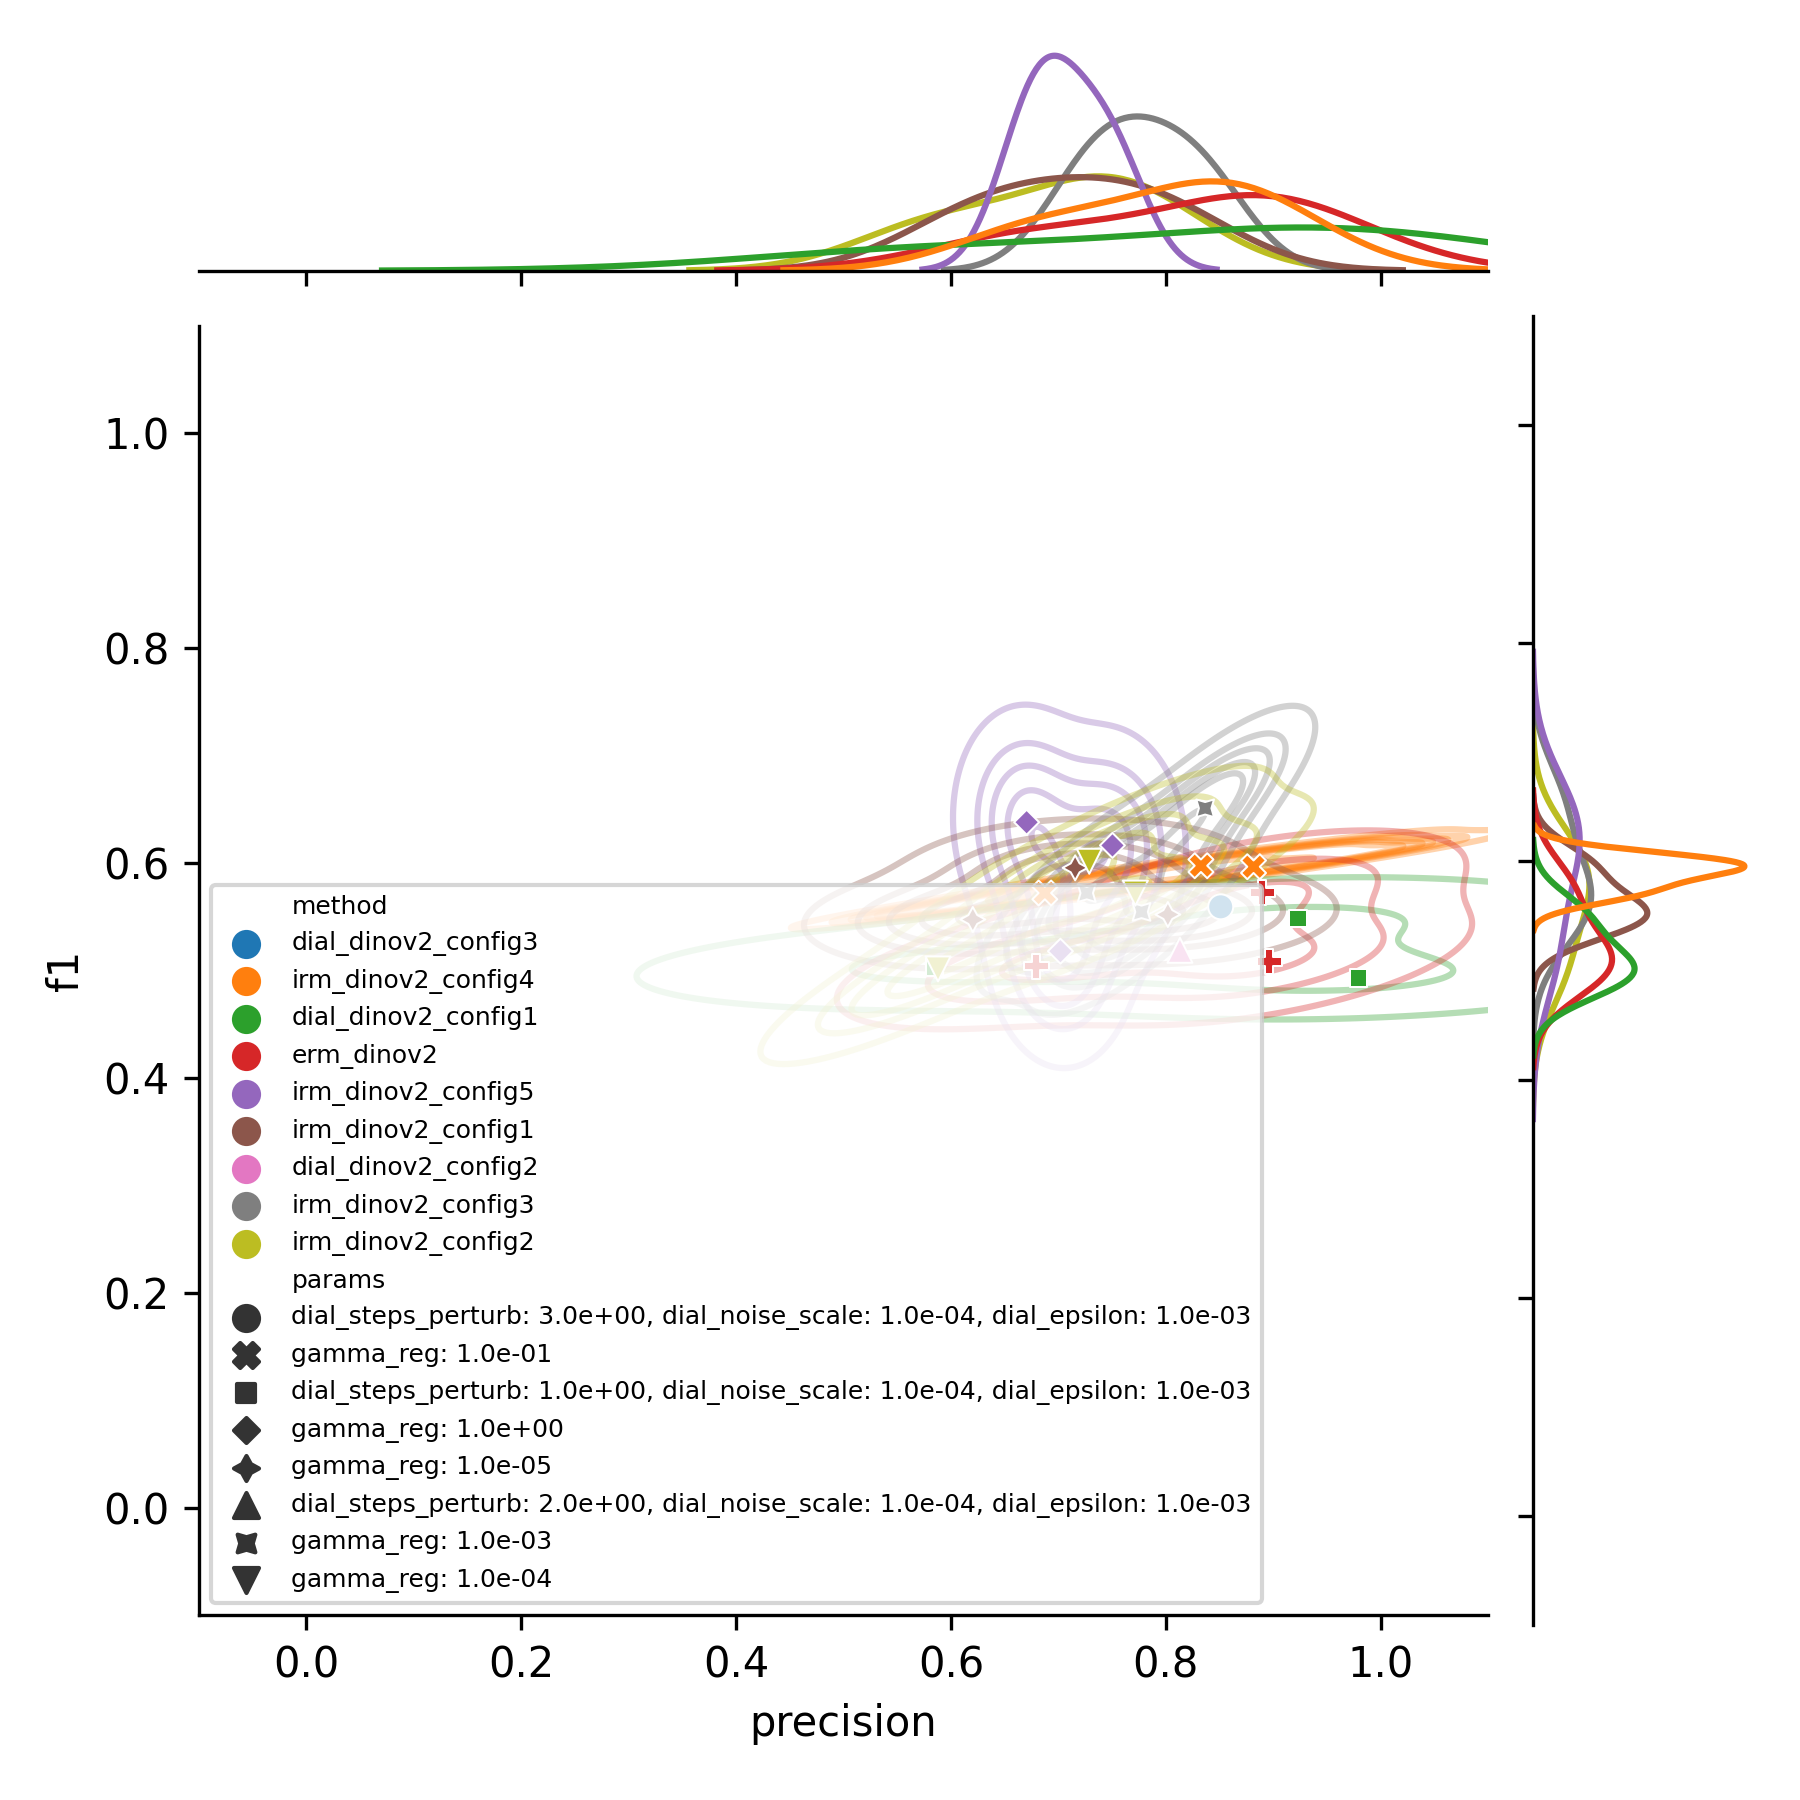 1.0
0.8
0.6
0.4
0.2
0.0
f1
method
dial_dinov2_config3
irm_dinov2_config4
dial_dinov2_config1
erm_dinov2
irm_dinov2_config5
irm_dinov2_config1
dial_dinov2_config2
irm_dinov2_config3
irm_dinov2_config2
params
dial_steps_perturb: 3.0e+00, dial_noise_scale: 1.0e-04, dial_epsilon: 1.0e-03
gamma_reg: 1.0e-01
dial_steps_perturb: 1.0e+00, dial_noise_scale: 1.0e-04, dial_epsilon: 1.0e-03
gamma_reg: 1.0e+00
gamma_reg: 1.0e-05
dial_steps_perturb: 2.0e+00, dial_noise_scale: 1.0e-04, dial_epsilon: 1.0e-03
gamma_reg: 1.0e-03
gamma_reg: 1.0e-04
0.0 0.2 0.4 0.6 0.8 1.0
precision